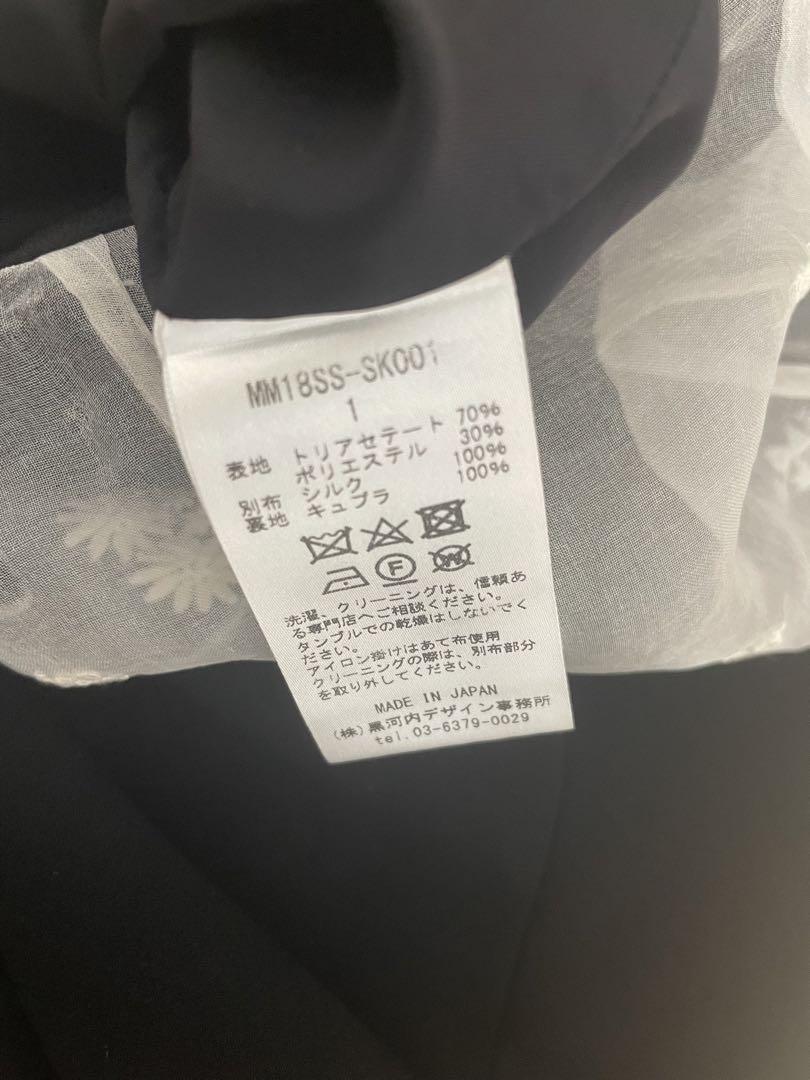 MM18SS-SK001
1
表地 トリアセテート 70%
ポリエステル 30%
別布 シルク 100%
裏地 キュプラ 100%
F
W
洗濯、クリーニングは、信頼あ
る専門店へご相談ください。
タンブルでの乾燥はしないでく
ださい。
アイロン掛けはあて布使用
クリーニングの際は、別布部分
を取り外してください。
MADE IN JAPAN
(株)黒河内デザイン事務所
tel.03-6379-0029